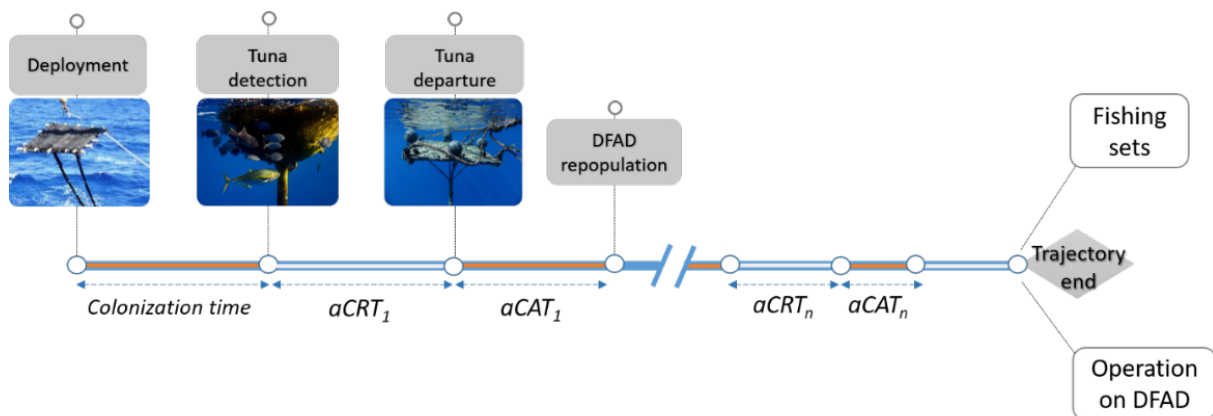 Deployment
Tuna
detection
Tuna
departure
DFAD
repopulation
Fishing
sets
Trajectory
end
Colonization time
aCRT₁
aCAT₁
aCRTₙ
aCATₙ
Operation
on DFAD